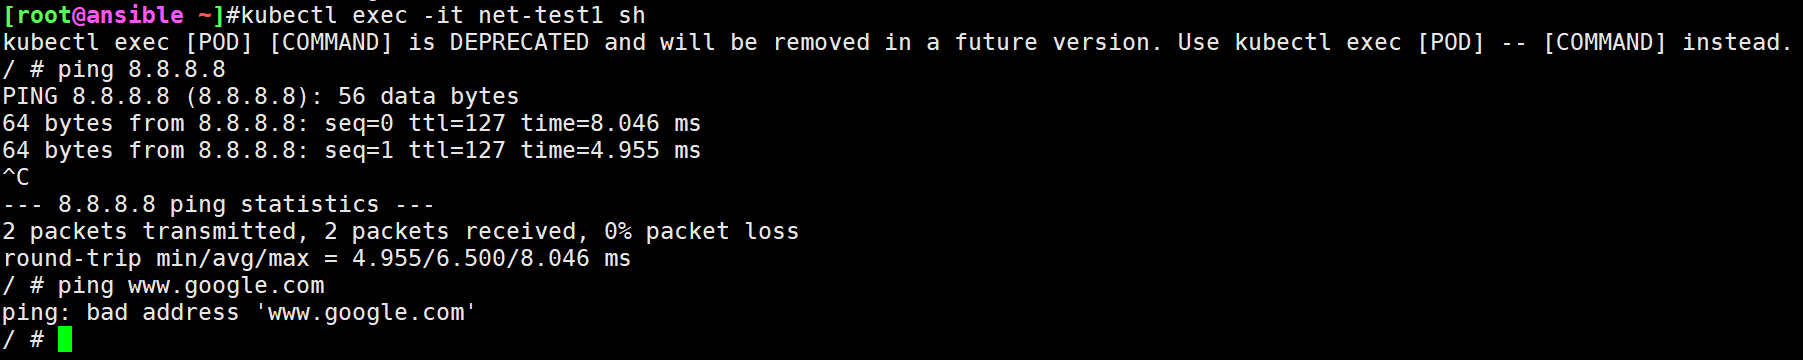 [root@ansible ~]#kubectl exec -it net-test1 sh
kubectl exec [POD] [COMMAND] is DEPRECATED and will be removed in a future version. Use kubectl exec [POD] -- [COMMAND] instead.
/ # ping 8.8.8.8
PING 8.8.8.8 (8.8.8.8): 56 data bytes
64 bytes from 8.8.8.8: seq=0 ttl=127 time=8.046 ms
64 bytes from 8.8.8.8: seq=1 ttl=127 time=4.955 ms
^C
--- 8.8.8.8 ping statistics ---
2 packets transmitted, 2 packets received, 0% packet loss
round-trip min/avg/max = 4.955/6.500/8.046 ms
/ # ping www.google.com
ping: bad address 'www.google.com'
/ #